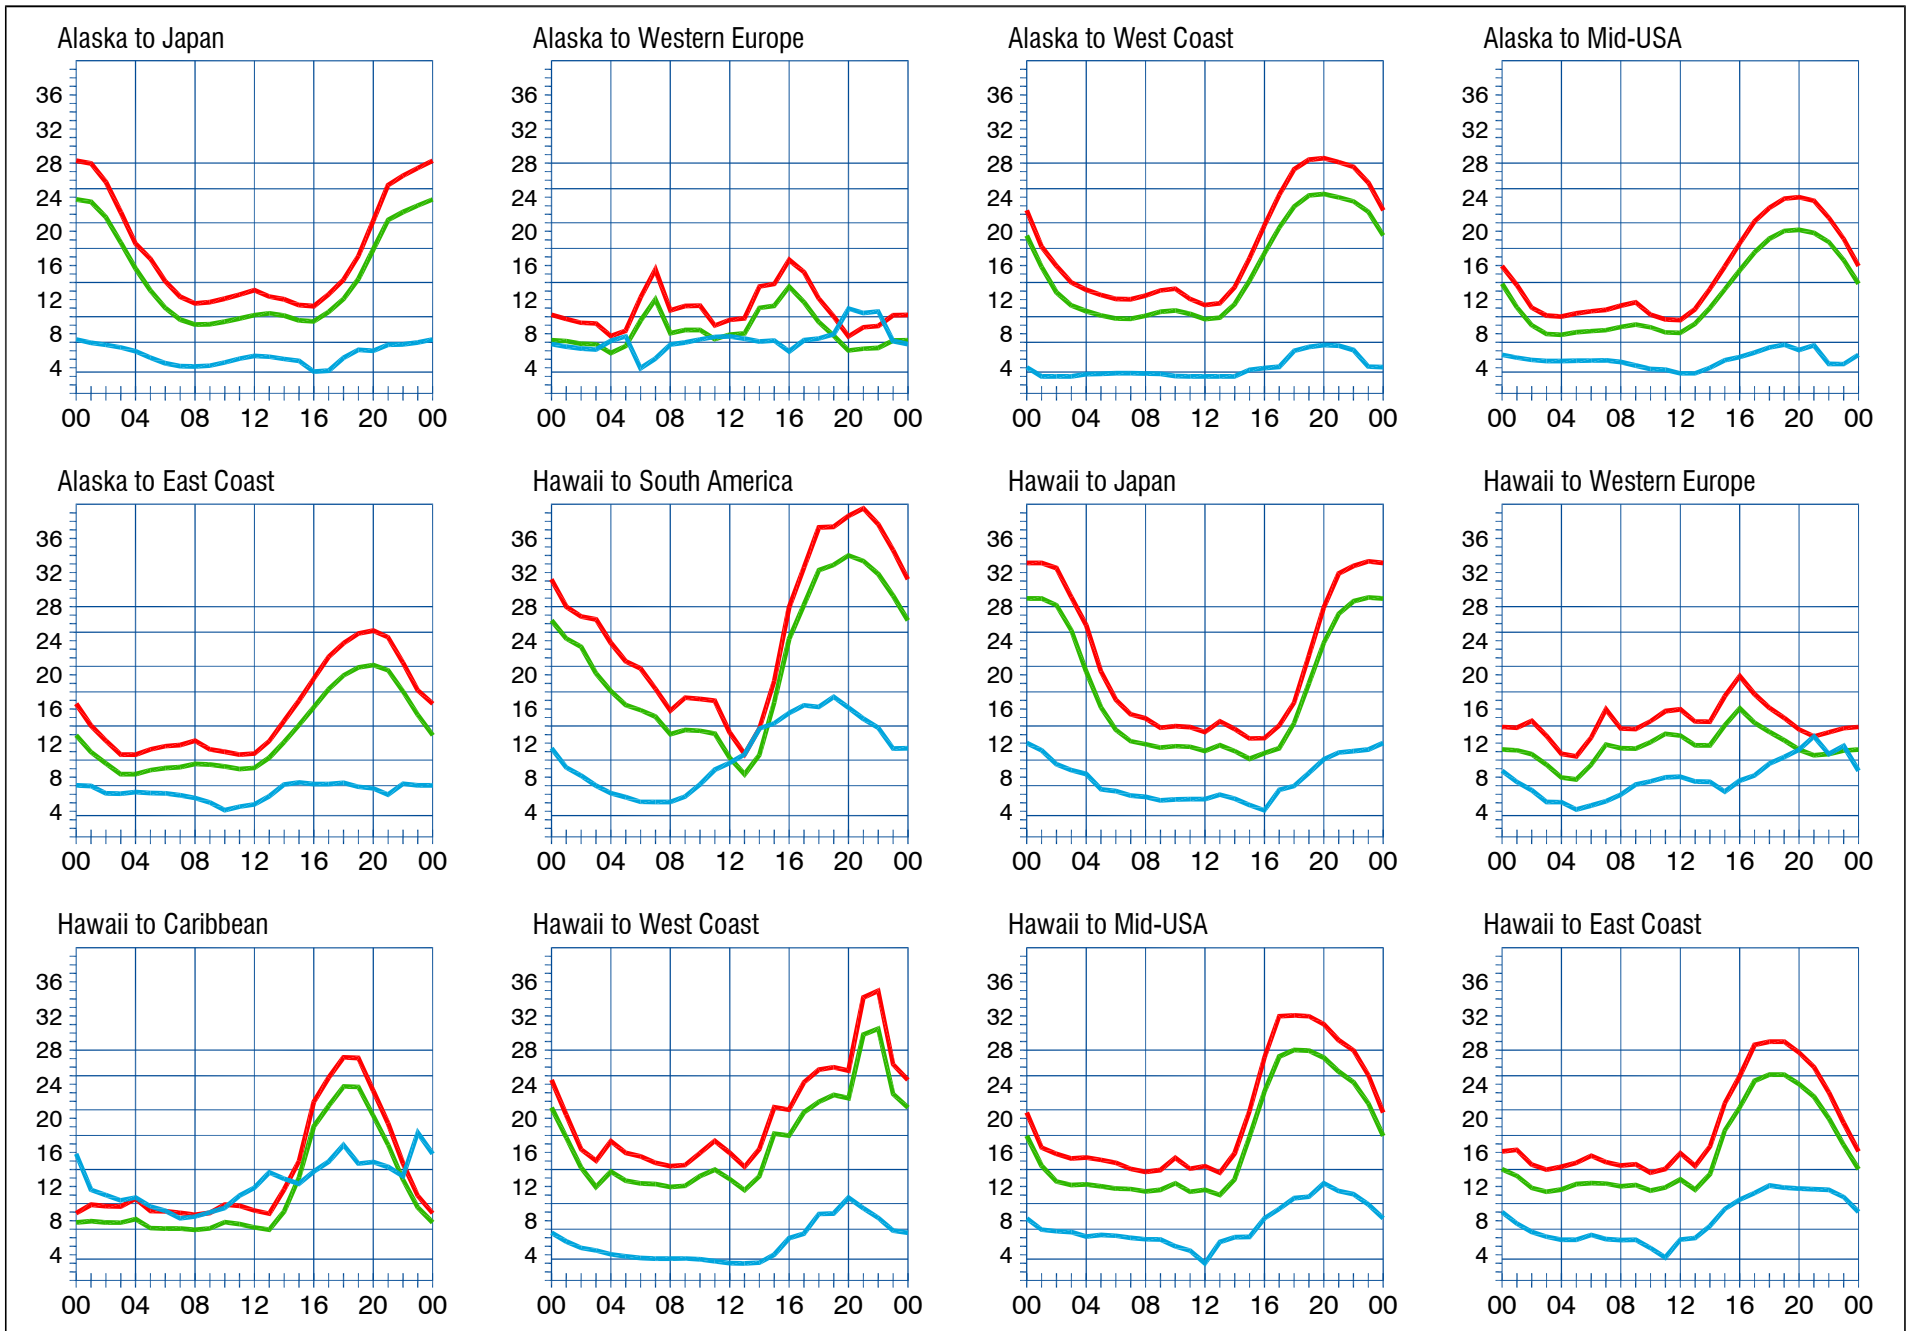 Alaska to Japan
Alaska to Western Europe
Alaska to West Coast
Alaska to Mid-USA
36 36 36 36
32 32 32 32
28 28 28 28
24 24 24 24
20 20 20 20
16 16 16 16
12 12 12 12
8 8 8 8
4 4 4 4
00 04 08 12 16 20 00 00 04 08 12 16 20 00 00 04 08 12 16 20 00 00 04 08 12 16 20 00
Alaska to East Coast
Hawaii to South America
Hawaii to Japan
Hawaii to Western Europe
36 36 36 36
32 32 32 32
28 28 28 28
24 24 24 24
20 20 20 20
16 16 16 16
12 12 12 12
8 8 8 8
4 4 4 4
00 04 08 12 16 20 00 00 04 08 12 16 20 00 00 04 08 12 16 20 00 00 04 08 12 16 20 00
Hawaii to Caribbean
Hawaii to West Coast
Hawaii to Mid-USA
Hawaii to East Coast
36 36 36 36
32 32 32 32
28 28 28 28
24 24 24 24
20 20 20 20
16 16 16 16
12 12 12 12
8 8 8 8
4 4 4 4
00 04 08 12 16 20 00 00 04 08 12 16 20 00 00 04 08 12 16 20 00 00 04 08 12 16 20 00